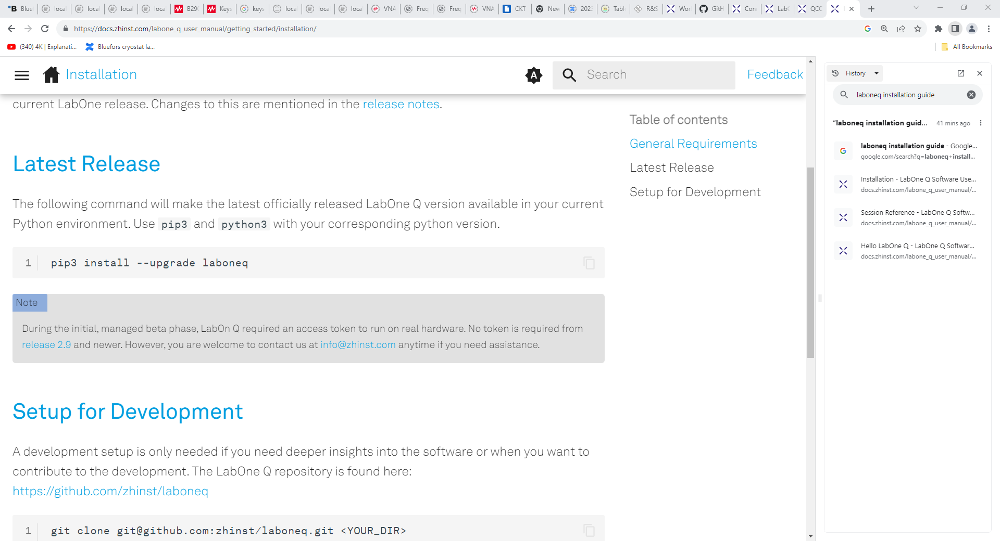 Blue
local
local
local
local
B290
Keys
keys
local
local
local
VNA
Freq
Freq
VNA
CKT
New
2023
Table
R&S
Wor
GitH
Con
LabO
QCC
https://docs.zhinst.com/labone_q_user_manual/getting_started/installation/
(340) 4K | Explanati...
Bluefors cryostat la...
All Bookmarks
Installation
A
Search
Feedback
current LabOne release. Changes to this are mentioned in the release notes.
Latest Release
The following command will make the latest officially released LabOne Q version available in your current
Python environment. Use pip3 and python3 with your corresponding python version.
1 pip3 install --upgrade laboneq
Note
During the initial, managed beta phase, LabOn Q required an access token to run on real hardware. No token is required from
release 2.9 and newer. However, you are welcome to contact us at info@zhinst.com anytime if you need assistance.
Setup for Development
A development setup is only needed if you need deeper insights into the software or when you want to
contribute to the development. The LabOne Q repository is found here:
https://github.com/zhinst/laboneq
1 git clone git@github.com:zhinst/laboneq.git <YOUR_DIR>
Table of contents
General Requirements
Latest Release
Setup for Development
History
laboneq installation guide
“laboneq installation guid... 41 mins ago
laboneq installation guide - Google...
google.com/search?q=laboneq+install...
Installation - LabOne Q Software Use...
docs.zhinst.com/labone_q_user_manual/...
Session Reference - LabOne Q Softw...
docs.zhinst.com/labone_q_user_manual/...
Hello LabOne Q - LabOne Q Softwar...
docs.zhinst.com/labone_q_user_manual/...